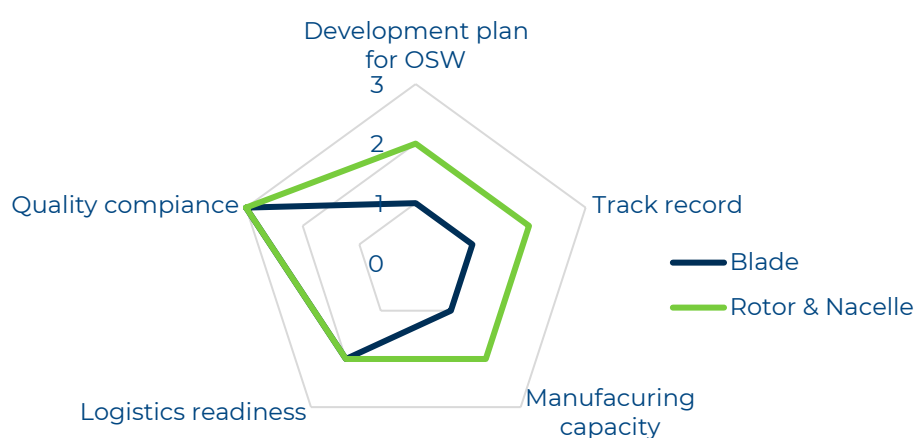 Development plan
for OSW
3
2
1
0
Quality compiance
Track record
Blade
Rotor & Nacelle
Logistics readiness
Manufacuring
capacity